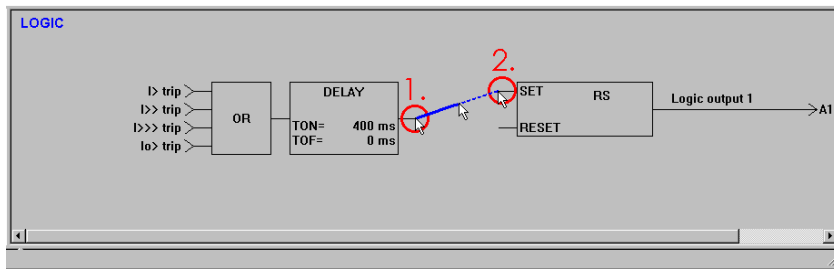 LOGIC
1.
2.
I> trip
I>> trip
I>>> trip
Io> trip
OR
DELAY
TON= 400 ms
TOF= 0 ms
SET
RS
RESET
Logic output 1
A1